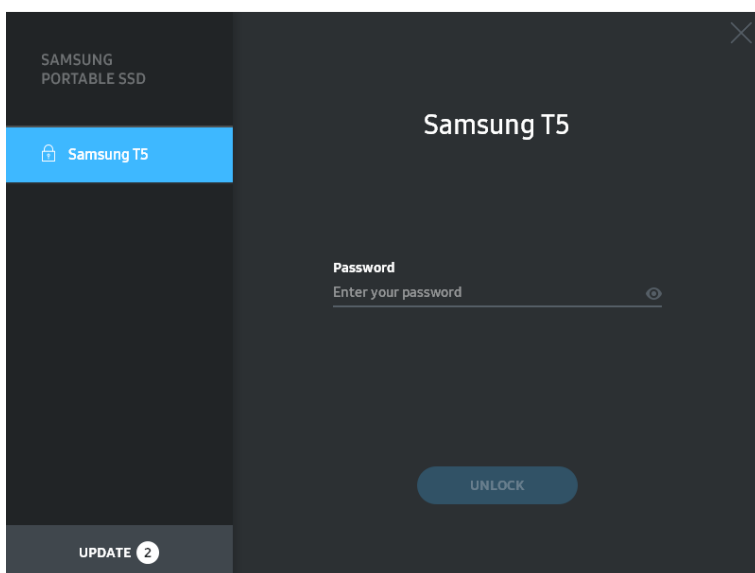 SAMSUNG
PORTABLE SSD
Samsung T5
Samsung T5
Password
Enter your password
UNLOCK
UPDATE 2